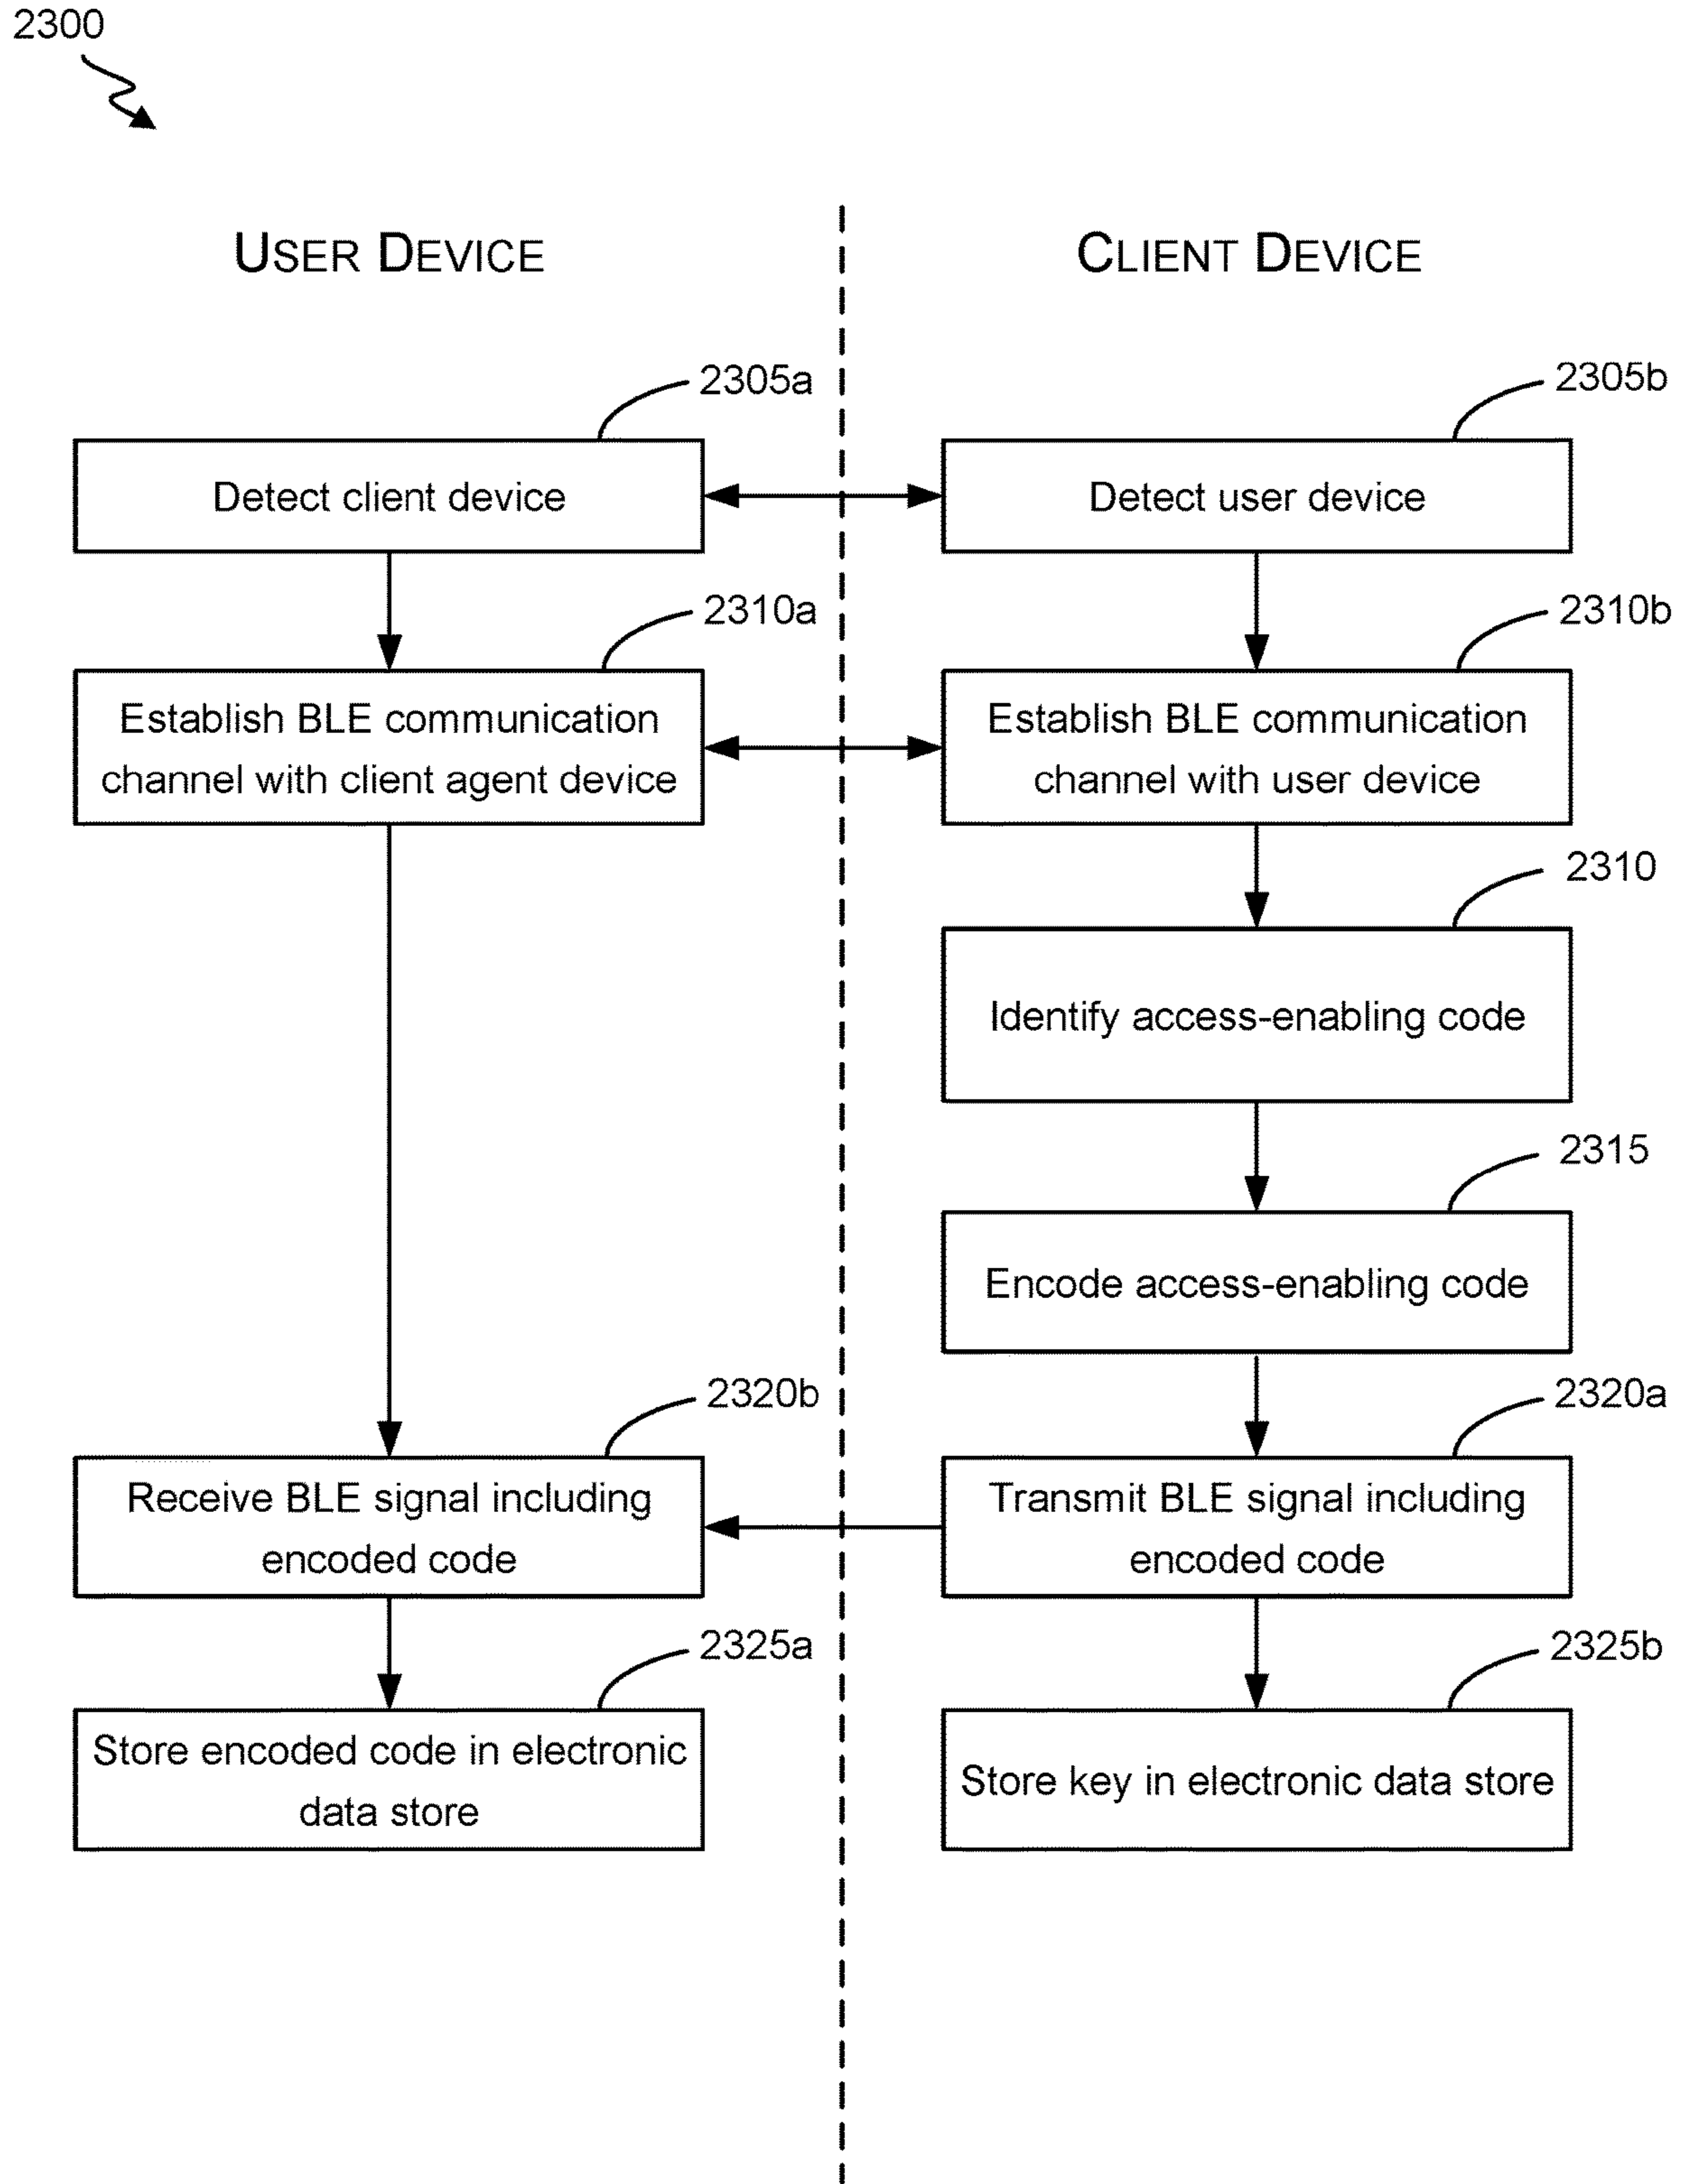 2300
USER DEVICE
CLIENT DEVICE
2305a
2305b
Detect client device
Detect user device
2310a
2310b
Establish BLE communication
channel with client agent device
Establish BLE communication
channel with user device
2310
Identify access-enabling code
2315
Encode access-enabling code
2320b
2320a
Receive BLE signal including
encoded code
Transmit BLE signal including
encoded code
2325a
2325b
Store encoded code in electronic
data store
Store key in electronic data store